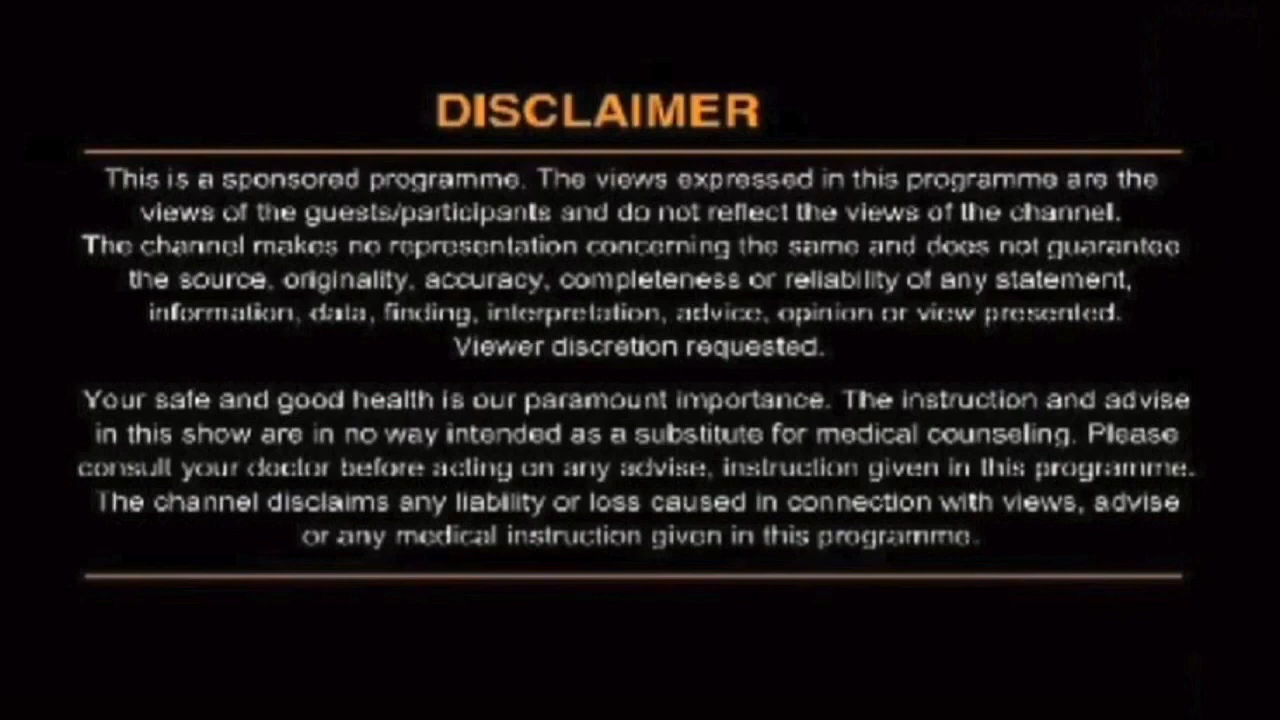 DISCLAIMER
This is a sponsored programme. The views expressed in this programme are the
views of the guests/participants and do not reflect the views of the channel.
The channel makes no representation concerning the same and does not guarantee
the source, originality, accuracy, completeness or reliability of any statement,
information, data, finding, interpretation, advice, opinion or view presented.
Viewer discretion requested.
Your safe and good health is our paramount importance. The instruction and advise
in this show are in no way intended as a substitute for medical counseling. Please
consult your doctor before acting on any advise, instruction given in this programme.
The channel disclaims any liability or loss caused in connection with views, advise
or any medical instruction given in this programme.